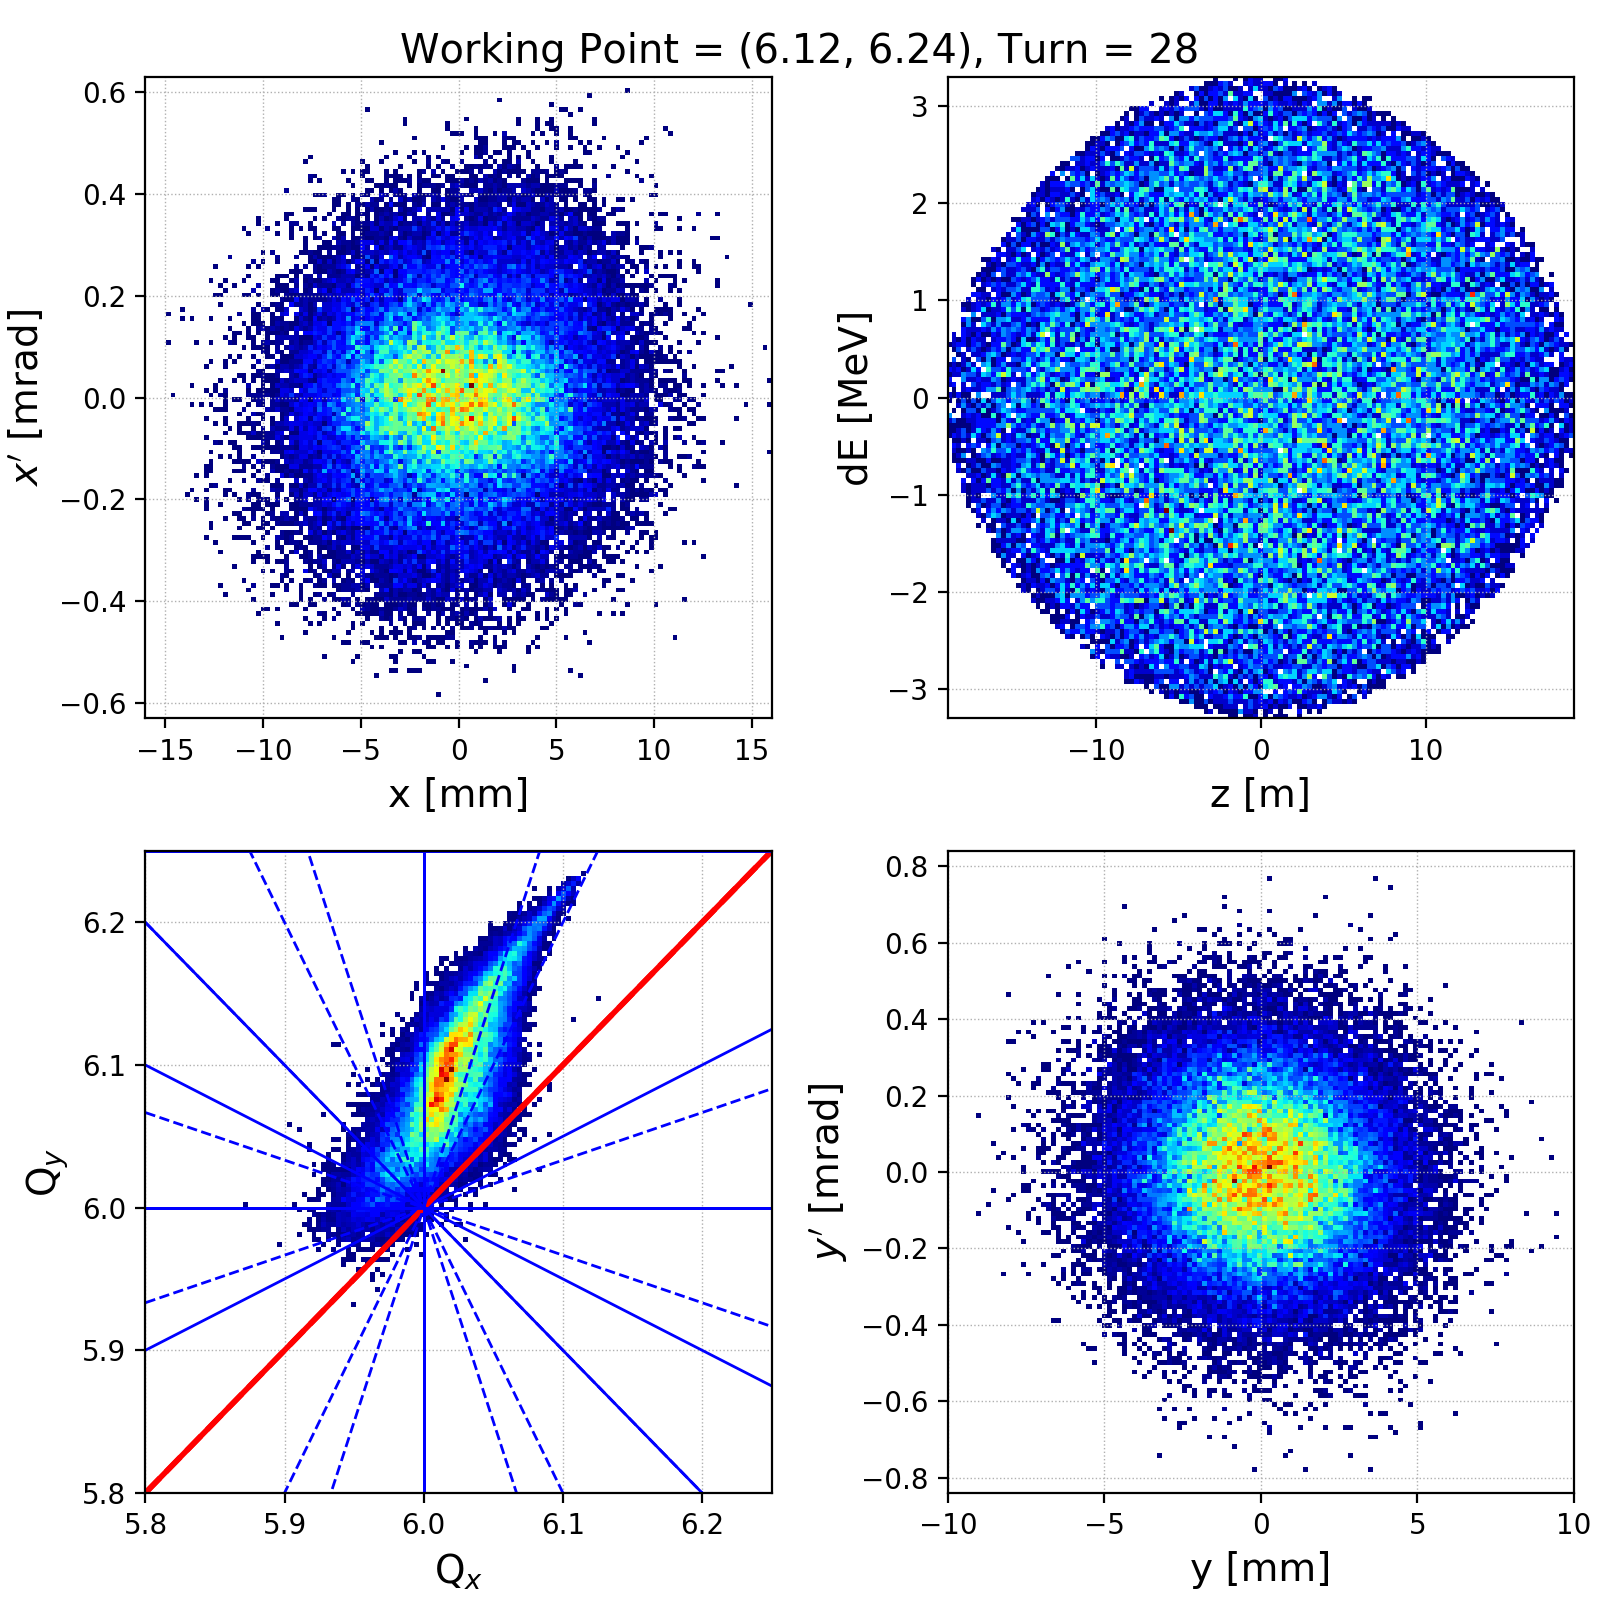 Working Point = (6.12, 6.24), Turn = 28
0.6
0.4
0.2
0.0
−0.2
−0.4
−0.6
x′ [mrad]
−15 −10 −5 0 5 10 15
x [mm]
3
2
1
0
−1
−2
−3
dE [MeV]
−10 0 10
z [m]
6.2
6.1
6.0
5.9
5.8
Qy
5.8 5.9 6.0 6.1 6.2
Qx
0.8
0.6
0.4
0.2
0.0
−0.2
−0.4
−0.6
−0.8
y′ [mrad]
−10 −5 0 5 10
y [mm]